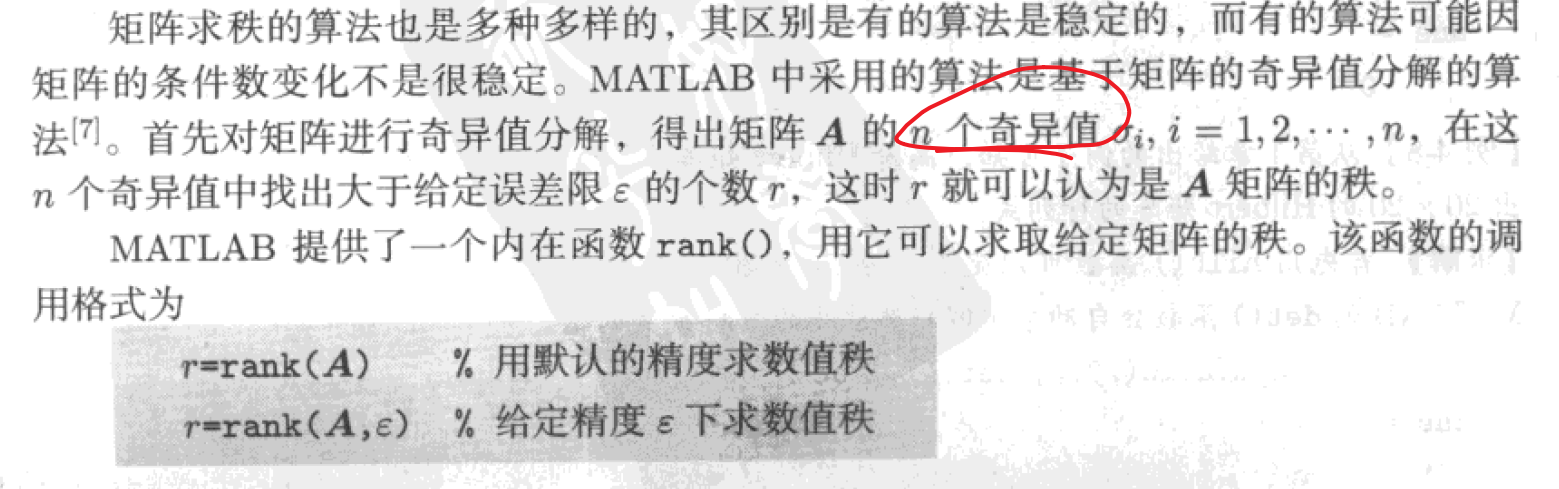 矩阵求秩的算法也是多种多样的，其区别是有的算法是稳定的，而有的算法可能因
矩阵的条件数变化不是很稳定。MATLAB 中采用的算法是基于矩阵的奇异值分解的算
法[7]。首先对矩阵进行奇异值分解，得出矩阵 A 的 n 个奇异值 σi, i = 1, 2, ··· , n，在这
n 个奇异值中找出大于给定误差限 ε 的个数 r，这时 r 就可以认为是 A 矩阵的秩。
MATLAB 提供了一个内在函数 rank()，用它可以求取给定矩阵的秩。该函数的调
用格式为
r=rank(A) % 用默认的精度求数值秩
r=rank(A,ε) % 给定精度 ε 下求数值秩